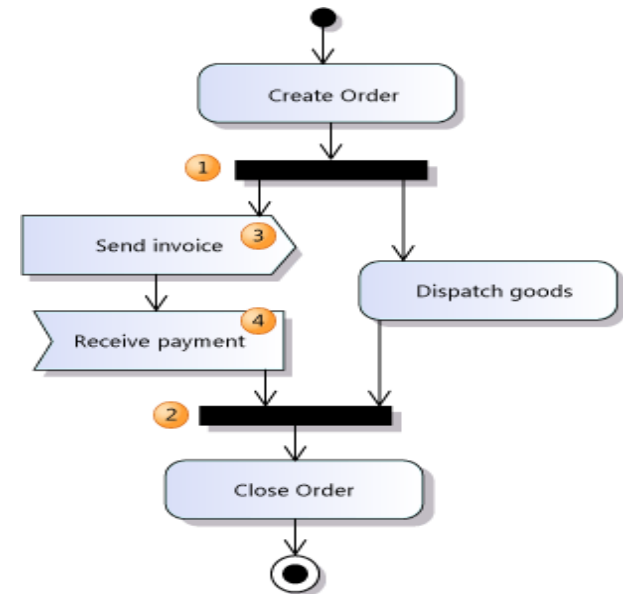 Create Order
1
3
Send invoice
Dispatch goods
4
Receive payment
2
Close Order